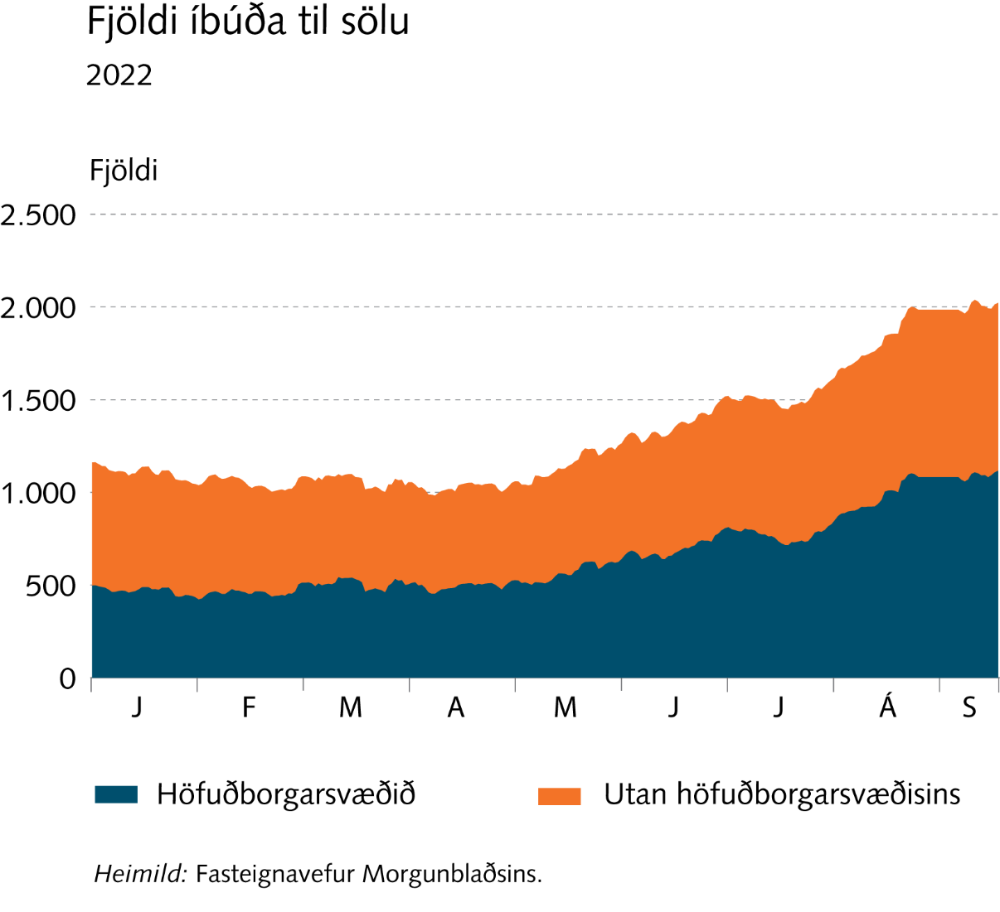 Fjöldi íbúða til sölu
2022
Fjöldi
2.500
2.000
1.500
1.000
500
0
J F M A M J J Á S
Höfuðborgarsvæðið Utan höfuðborgarsvæðisins
Heimild: Fasteignavefur Morgunblaðsins.